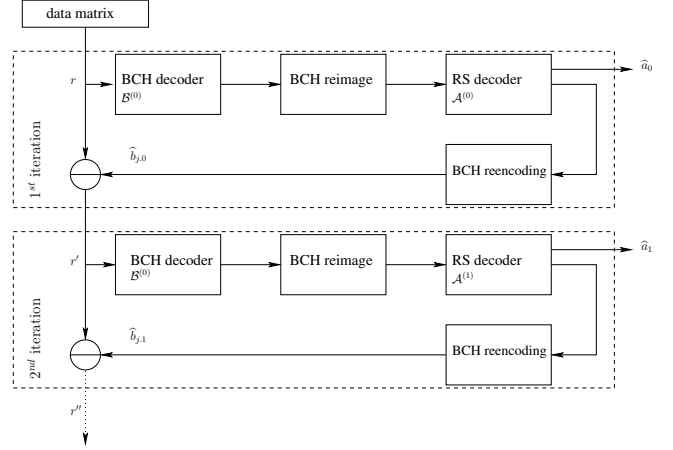 data matrix
r
BCH decoder
𝓑⁽⁰⁾
BCH reimage
RS decoder
𝓐⁽⁰⁾
â₀
1ˢᵗ iteration
b̂ⱼ.₀
BCH reencoding
r′
BCH decoder
𝓑⁽⁰⁾
BCH reimage
RS decoder
𝓐⁽¹⁾
â₁
2ⁿᵈ iteration
b̂ⱼ.₁
BCH reencoding
r″